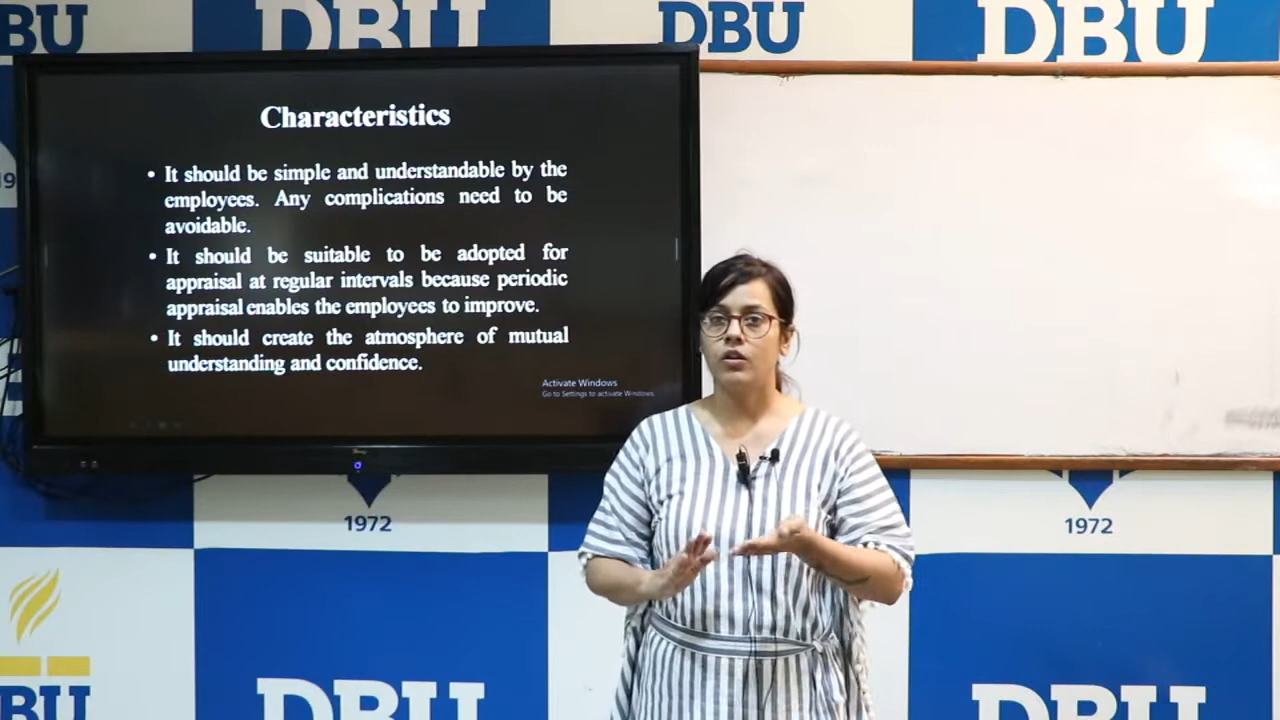 DBU
DBU
DBU
DBU
Characteristics
• It should be simple and understandable by the
employees. Any complications need to be
avoidable.
• It should be suitable to be adopted for
appraisal at regular intervals because periodic
appraisal enables the employees to improve.
• It should create the atmosphere of mutual
understanding and confidence.
Activate Windows
Go to Settings to activate Windows.
19
1972
1972
DBU
DBU
DBU